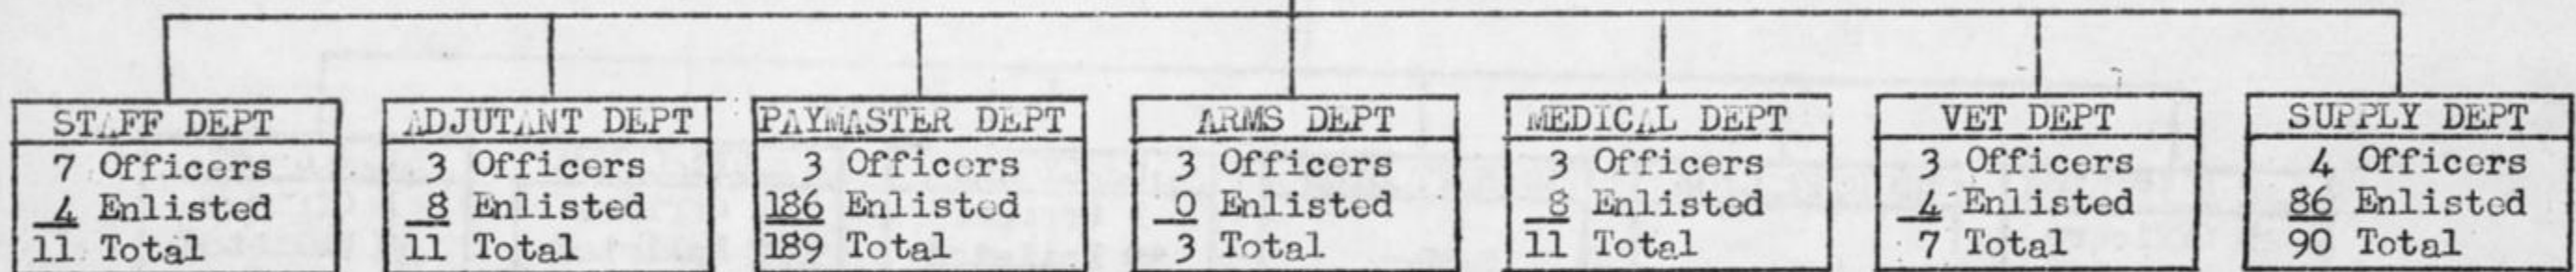 STAFF DEPT
7 Officers
4 Enlisted
11 Total
ADJUTANT DEPT
3 Officers
8 Enlisted
11 Total
PAYMASTER DEPT
3 Officers
186 Enlisted
189 Total
ARMS DEPT
3 Officers
0 Enlisted
3 Total
MEDICAL DEPT
3 Officers
8 Enlisted
11 Total
VET DEPT
3 Officers
4 Enlisted
7 Total
SUPPLY DEPT
4 Officers
86 Enlisted
90 Total